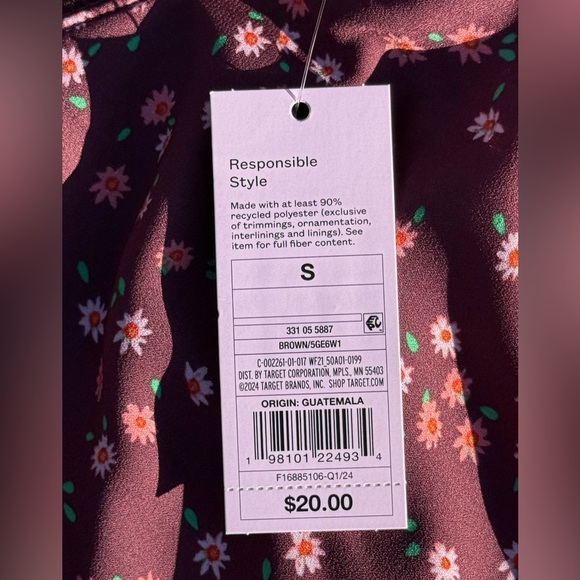 Responsible
Style
Made with at least 90%
recycled polyester (exclusive
of trimmings, ornamentation,
interlinings and linings). See
item for full fiber content.
S
331 05 5887
BROWN/5GE6W1
C-002261-01-017 WF21_50A01-0199
DIST. BY TARGET CORPORATION, MPLS., MN 55403
©2024 TARGET BRANDS, INC. SHOP TARGET.COM
ORIGIN: GUATEMALA
1 98101 22493 4
F16885106-Q1/24
$20.00